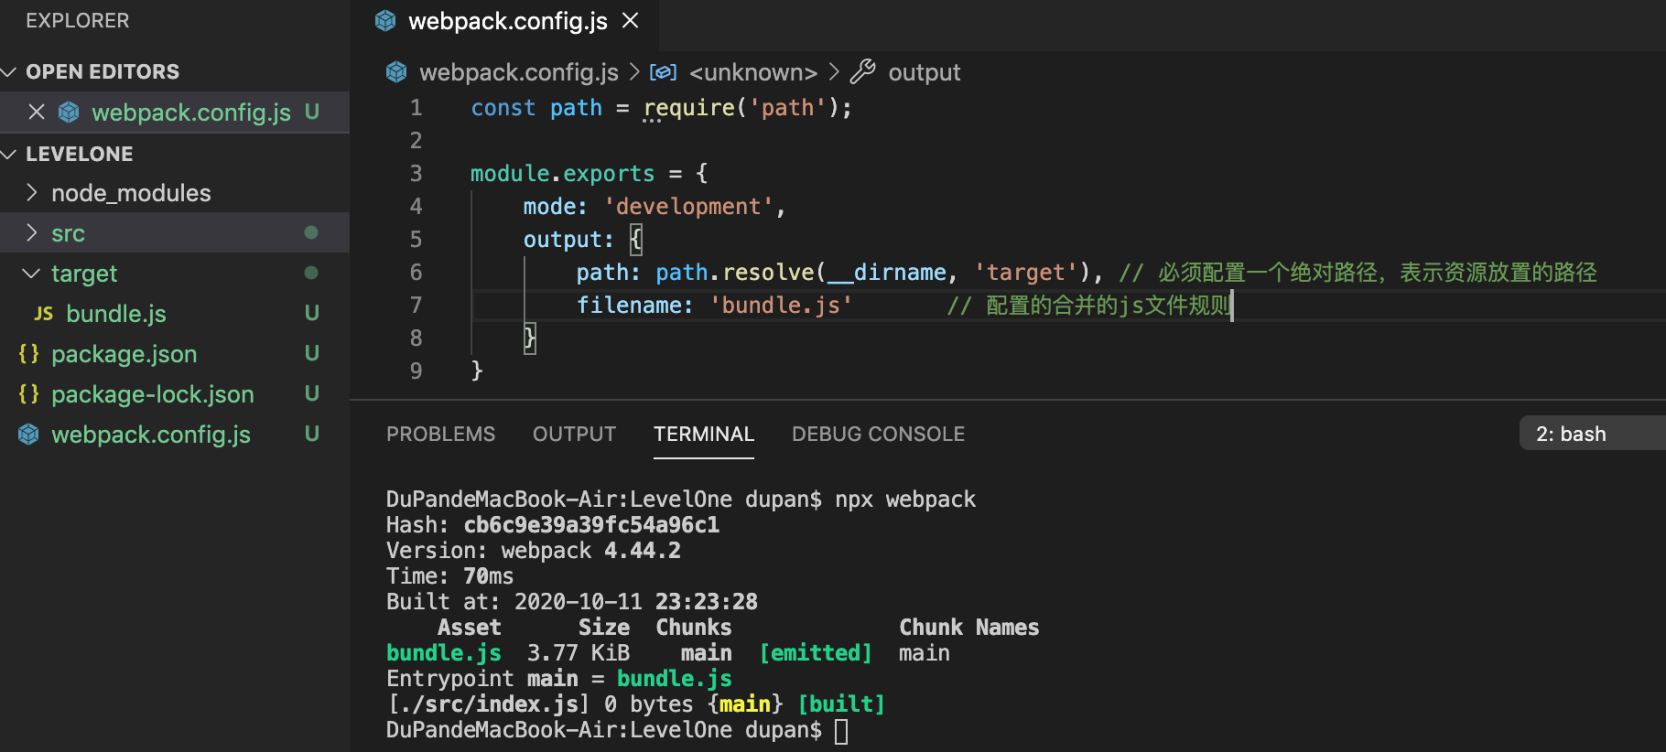 EXPLORER
OPEN EDITORS
webpack.config.js U
LEVELONE
node_modules
src
target
JS bundle.js U
{} package.json U
{} package-lock.json U
webpack.config.js U
webpack.config.js
webpack.config.js > <unknown> > output
1 const path = require('path');
2
3 module.exports = {
4 mode: 'development',
5 output: {
6 path: path.resolve(__dirname, 'target'), // 必须配置一个绝对路径，表示资源放置的路径
7 filename: 'bundle.js' // 配置的合并的js文件规则
8 }
9 }
PROBLEMS OUTPUT TERMINAL DEBUG CONSOLE 2: bash
DuPandeMacBook-Air:LevelOne dupan$ npx webpack
Hash: cb6c9e39a39fc54a96c1
Version: webpack 4.44.2
Time: 70ms
Built at: 2020-10-11 23:23:28
Asset Size Chunks Chunk Names
bundle.js 3.77 KiB main [emitted] main
Entrypoint main = bundle.js
[./src/index.js] 0 bytes {main} [built]
DuPandeMacBook-Air:LevelOne dupan$